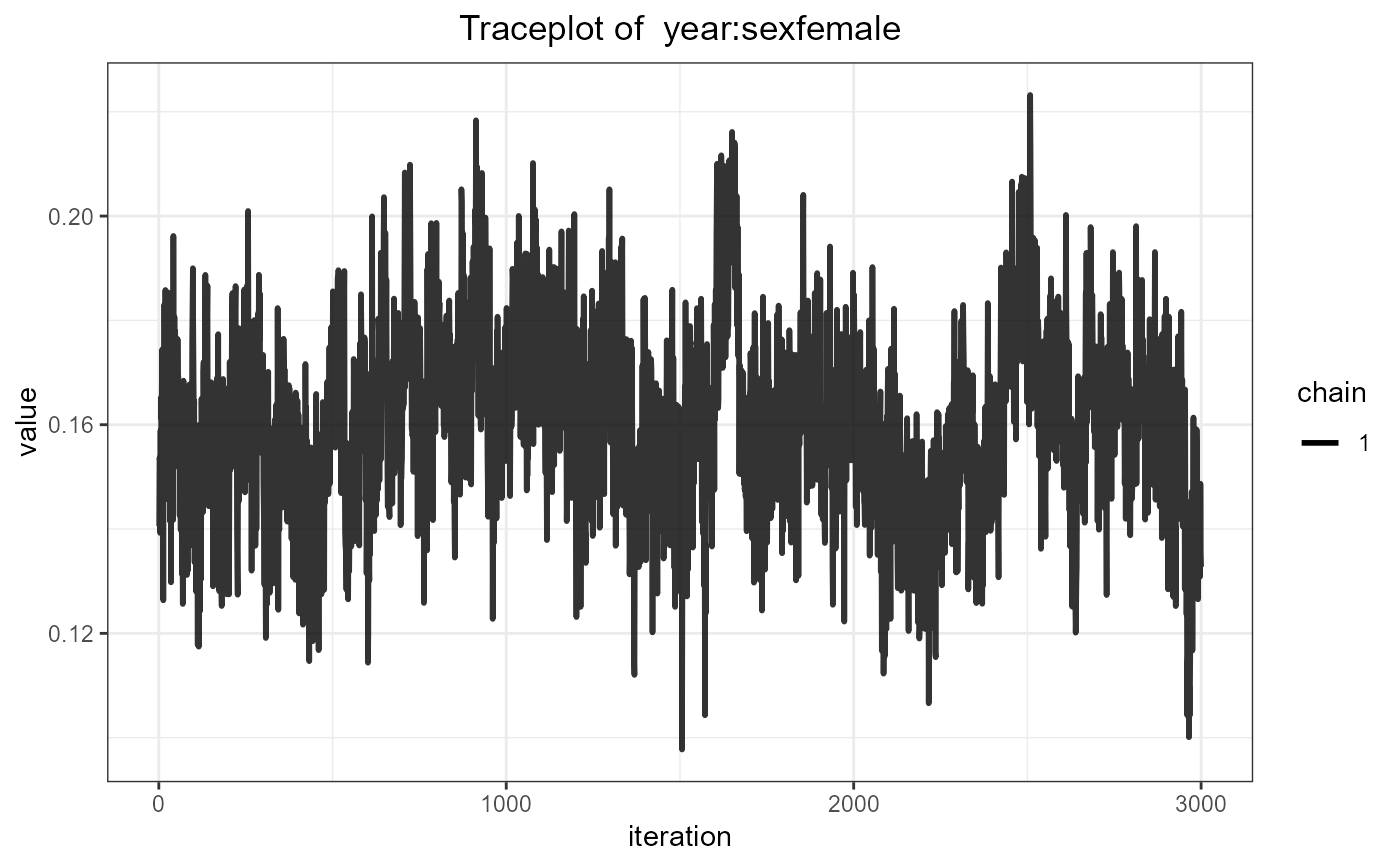 Traceplot of  year:sexfemale
value
0.20
0.16
0.12
0
1000
2000
3000
iteration
chain
1